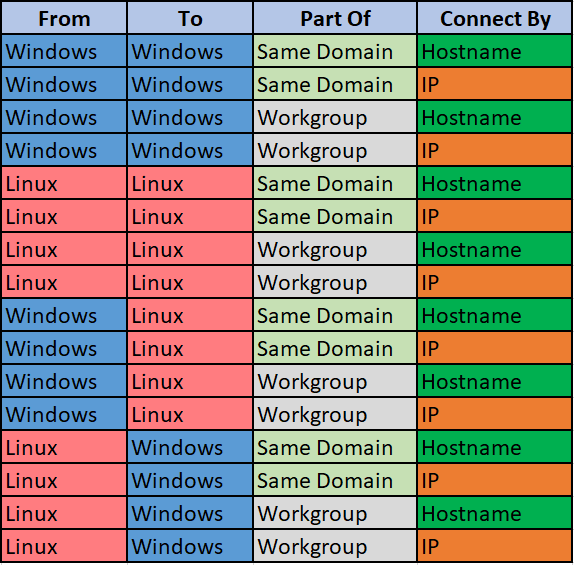 From To Part Of Connect By
Windows Windows Same Domain Hostname
Windows Windows Same Domain IP
Windows Windows Workgroup Hostname
Windows Windows Workgroup IP
Linux Linux Same Domain Hostname
Linux Linux Same Domain IP
Linux Linux Workgroup Hostname
Linux Linux Workgroup IP
Windows Linux Same Domain Hostname
Windows Linux Same Domain IP
Windows Linux Workgroup Hostname
Windows Linux Workgroup IP
Linux Windows Same Domain Hostname
Linux Windows Same Domain IP
Linux Windows Workgroup Hostname
Linux Windows Workgroup IP